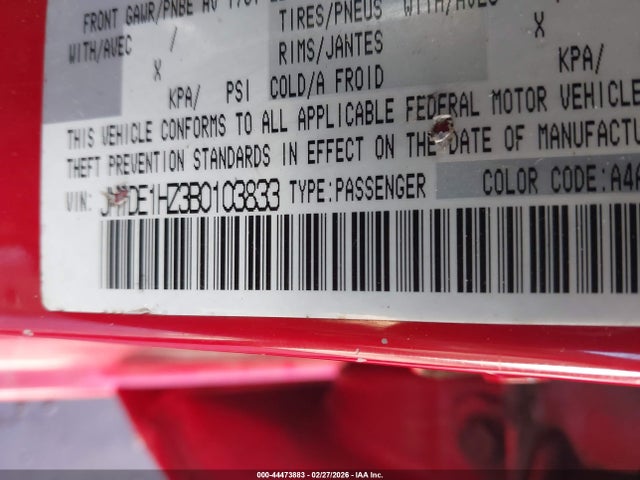 FRONT GAWR/PNBE AV
WITH/AVEC /
TIRES/PNEUS WITH/AVEC
X RIMS/JANTES X
KPA/ PSI COLD/A FROID KPA/
THIS VEHICLE CONFORMS TO ALL APPLICABLE FEDERAL MOTOR VEHICLE
THEFT PREVENTION STANDARDS IN EFFECT ON THE DATE OF MANUFACTU
VIN: JM1DE1HZ3B0103833 TYPE:PASSENGER COLOR CODE:A4A
000-44473883 - 02/27/2026 - IAA Inc.